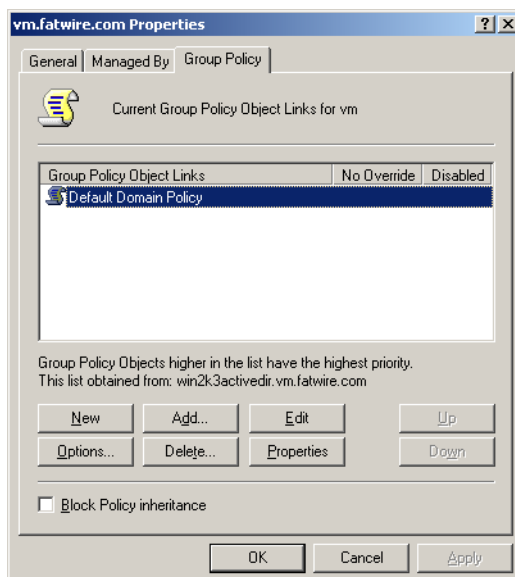 vm.fatwire.com Properties
General Managed By Group Policy
Current Group Policy Object Links for vm
Group Policy Object Links No Override Disabled
Default Domain Policy
Group Policy Objects higher in the list have the highest priority.
This list obtained from: win2k3activedir.vm.fatwire.com
New Add... Edit Up
Options... Delete... Properties Down
Block Policy inheritance
OK Cancel Apply